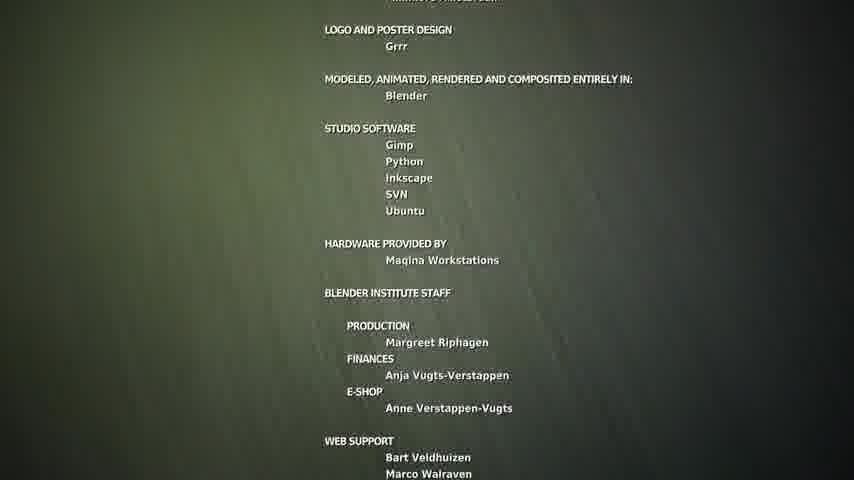 LOGO AND POSTER DESIGN
Grrr
MODELED, ANIMATED, RENDERED AND COMPOSITED ENTIRELY IN:
Blender
STUDIO SOFTWARE
Gimp
Python
Inkscape
SVN
Ubuntu
HARDWARE PROVIDED BY
Maqina Workstations
BLENDER INSTITUTE STAFF
PRODUCTION
Margreet Riphagen
FINANCES
Anja Vugts-Verstappen
E-SHOP
Anne Verstappen-Vugts
WEB SUPPORT
Bart Veldhuizen
Marco Walraven